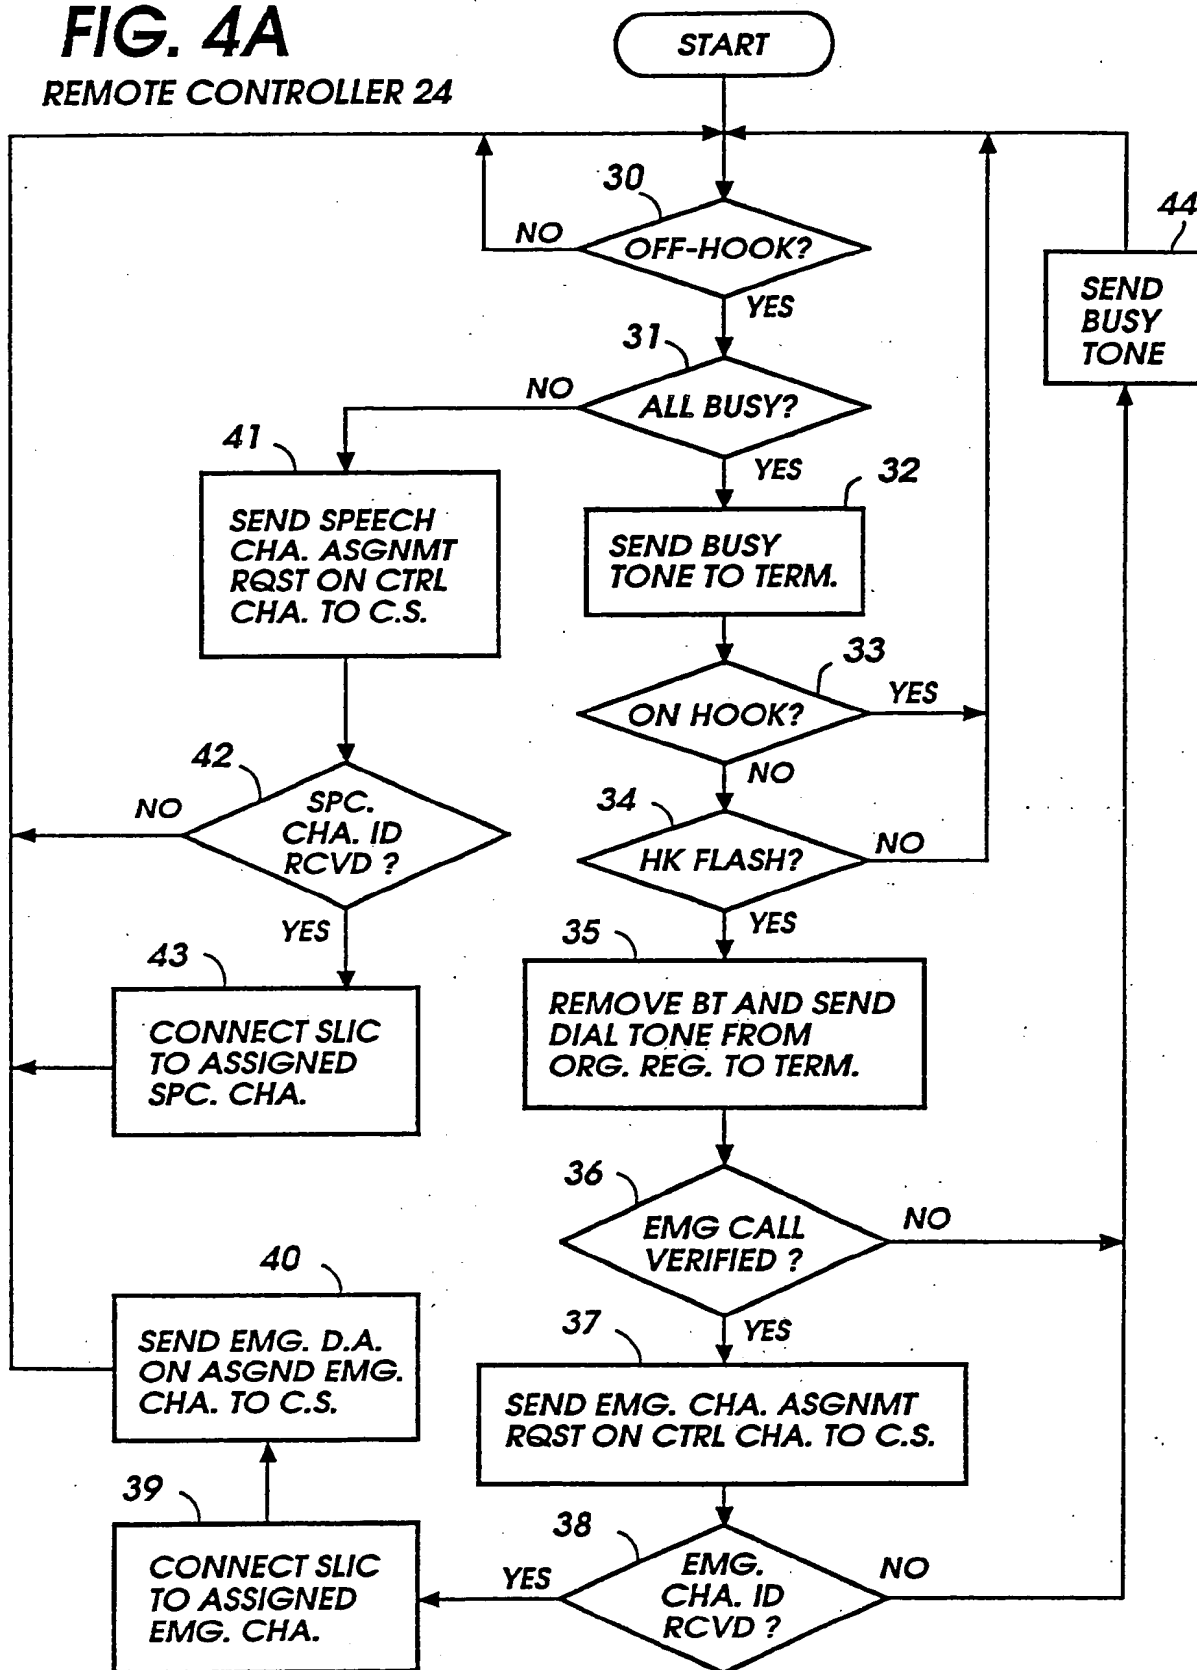 FIG. 4A
REMOTE CONTROLLER 24
START
30
OFF-HOOK?
NO
YES
44
SEND
BUSY
TONE
31
ALL BUSY?
NO
YES
41
SEND SPEECH
CHA. ASGNMT
RQST ON CTRL
CHA. TO C.S.
32
SEND BUSY
TONE TO TERM.
33
ON HOOK?
YES
NO
42
SPC.
CHA. ID
RCVD ?
NO
YES
34
HK FLASH?
NO
YES
43
CONNECT SLIC
TO ASSIGNED
SPC. CHA.
35
REMOVE BT AND SEND
DIAL TONE FROM
ORG. REG. TO TERM.
36
EMG CALL
VERIFIED ?
NO
YES
40
SEND EMG. D.A.
ON ASGND EMG.
CHA. TO C.S.
37
SEND EMG. CHA. ASGNMT
RQST ON CTRL CHA. TO C.S.
39
CONNECT SLIC
TO ASSIGNED
EMG. CHA.
38
EMG.
CHA. ID
RCVD ?
YES
NO